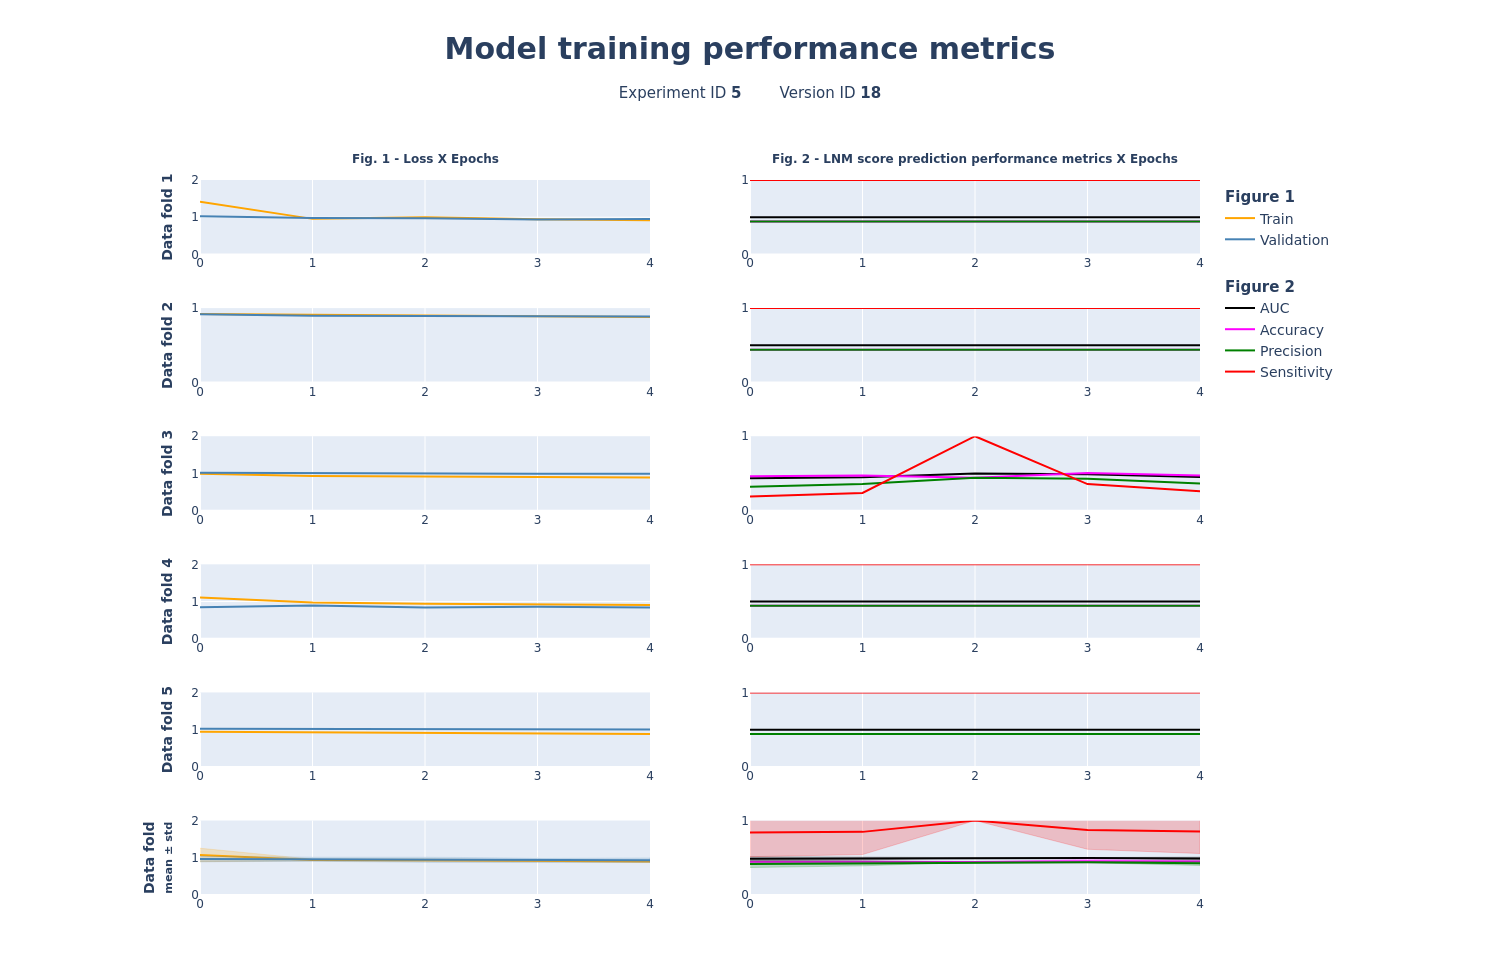 Model training performance metrics
Experiment ID 5 Version ID 18
Fig. 1 - Loss X Epochs
Fig. 2 - LNM score prediction performance metrics X Epochs
Data fold 1
2
1
0
0 1 2 3 4
1
0
0 1 2 3 4
Figure 1
Train
Validation
Figure 2
AUC
Accuracy
Precision
Sensitivity
Data fold 2
1
0
0 1 2 3 4
1
0
0 1 2 3 4
Data fold 3
2
1
0
0 1 2 3 4
1
0
0 1 2 3 4
Data fold 4
2
1
0
0 1 2 3 4
1
0
0 1 2 3 4
Data fold 5
2
1
0
0 1 2 3 4
1
0
0 1 2 3 4
Data fold
mean ± std
2
1
0
0 1 2 3 4
1
0
0 1 2 3 4